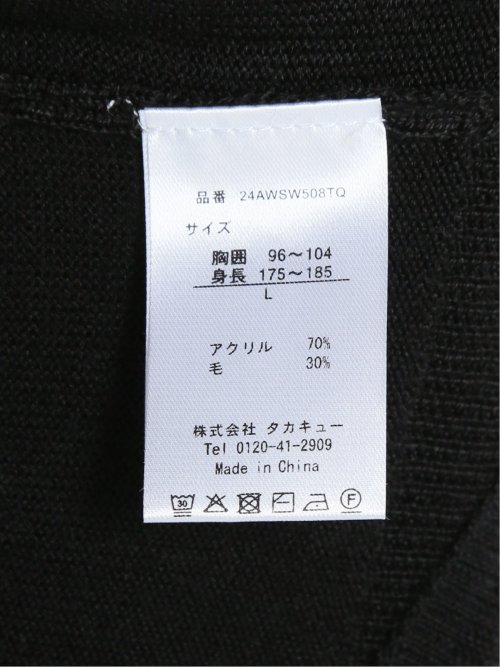 品番 24AWSW508TQ
サイズ
胸囲 96～104
身長 175～185
L
アクリル 70%
毛 30%
株式会社 タカキュー
Tel 0120-41-2909
Made in China
30 F